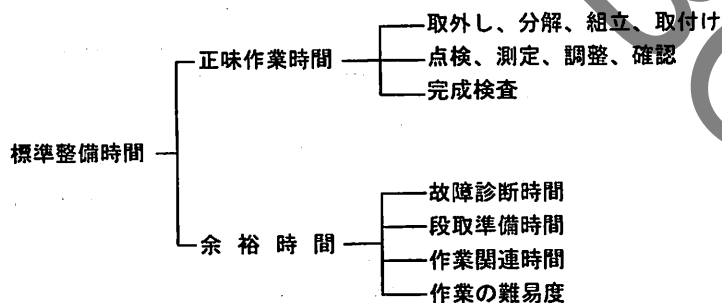 標準整備時間
正味作業時間
取外し、分解、組立、取付け
点検、測定、調整、確認
完成検査
余裕時間
故障診断時間
段取準備時間
作業関連時間
作業の難易度